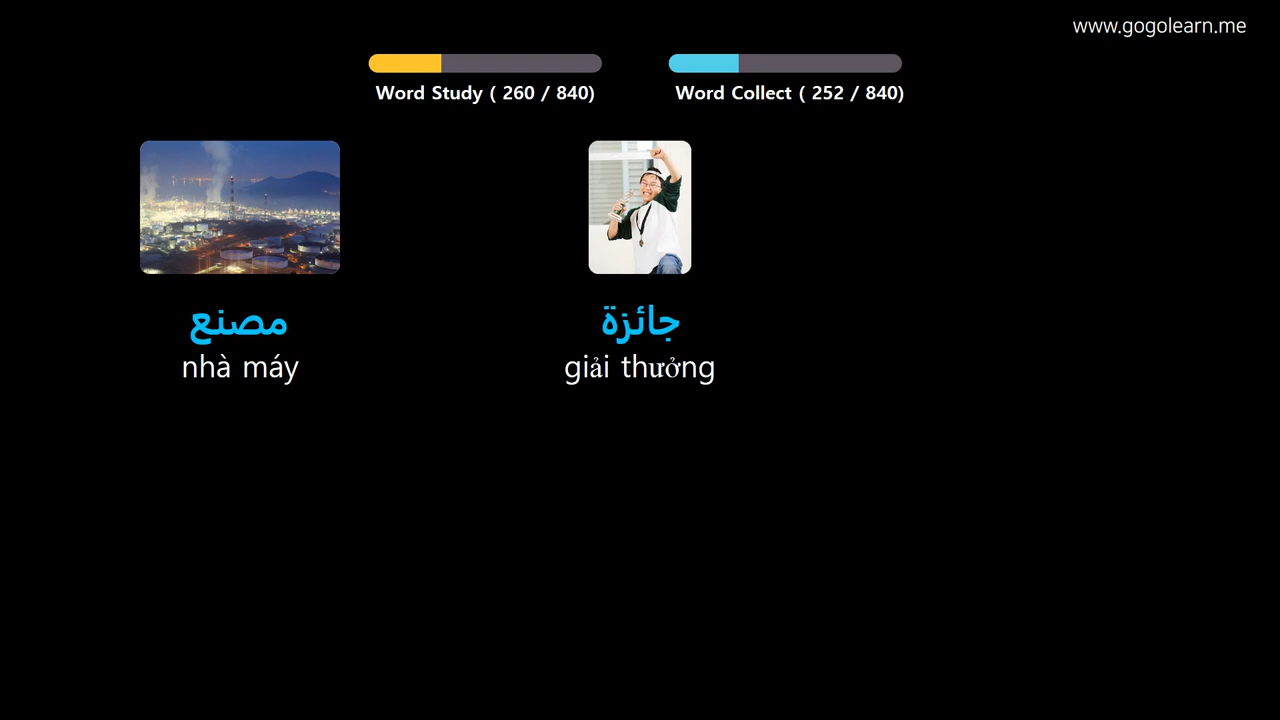 www.gogolearn.me
Word Study ( 260 / 840)
Word Collect ( 252 / 840)
مصنع
nhà máy
جائزة
giải thưởng